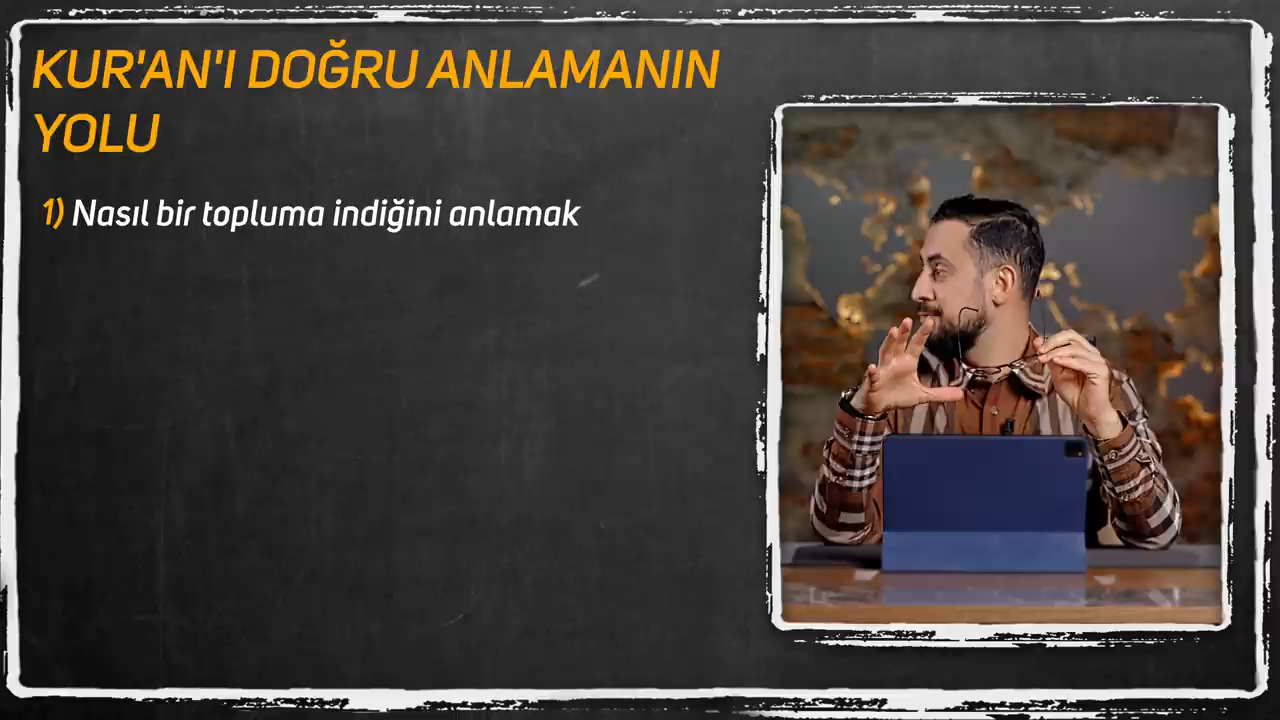 KUR'AN'I DOĞRU ANLAMANIN
YOLU
1) Nasıl bir topluma indiğini anlamak